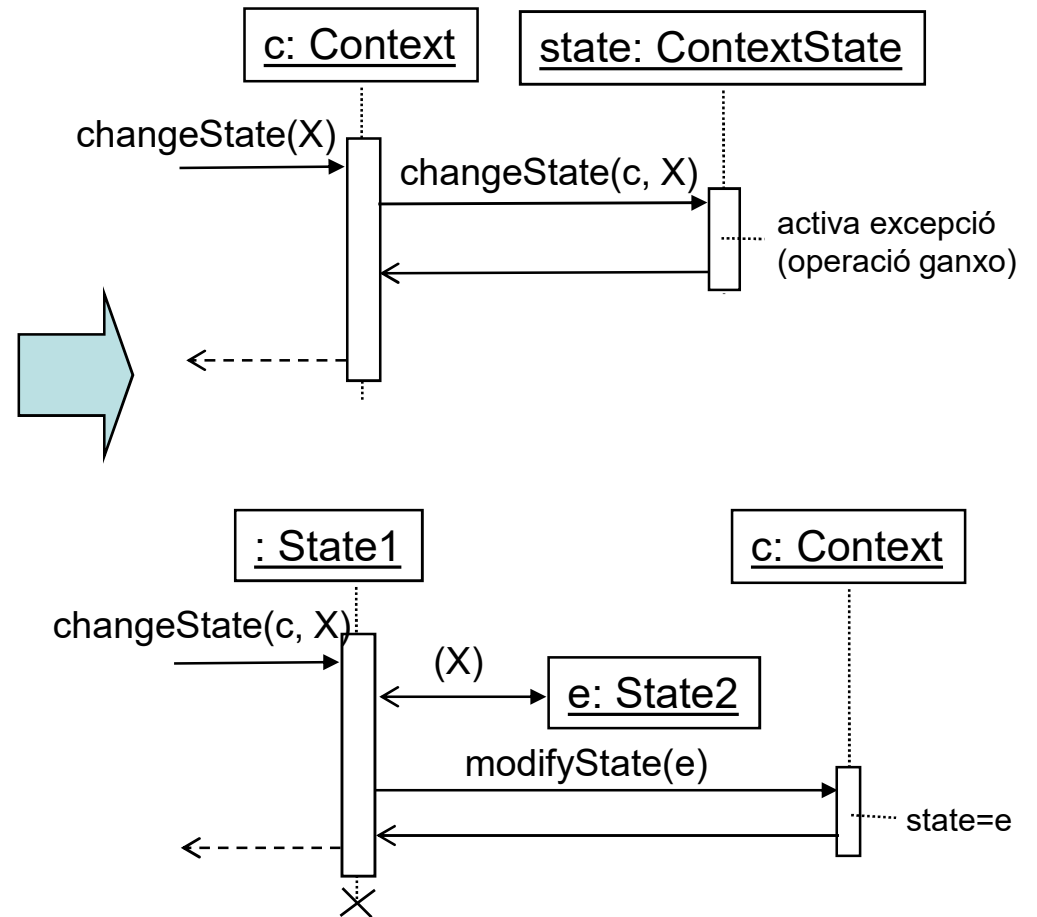 c: Context
state: ContextState
changeState(X)
changeState(c, X)
activa excepció
(operació ganxo)
: State1
c: Context
changeState(c, X)
(X)
e: State2
modifyState(e)
state=e